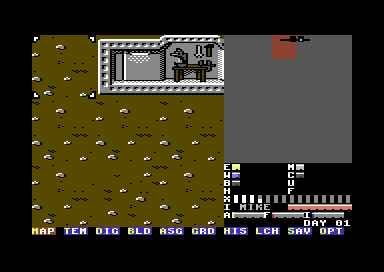 E M
W C
B U
H F
X
I MIKE
A F I
DAY 01
MAP TEM DIG BLD ASG GRD HIS LCH SAV OPT